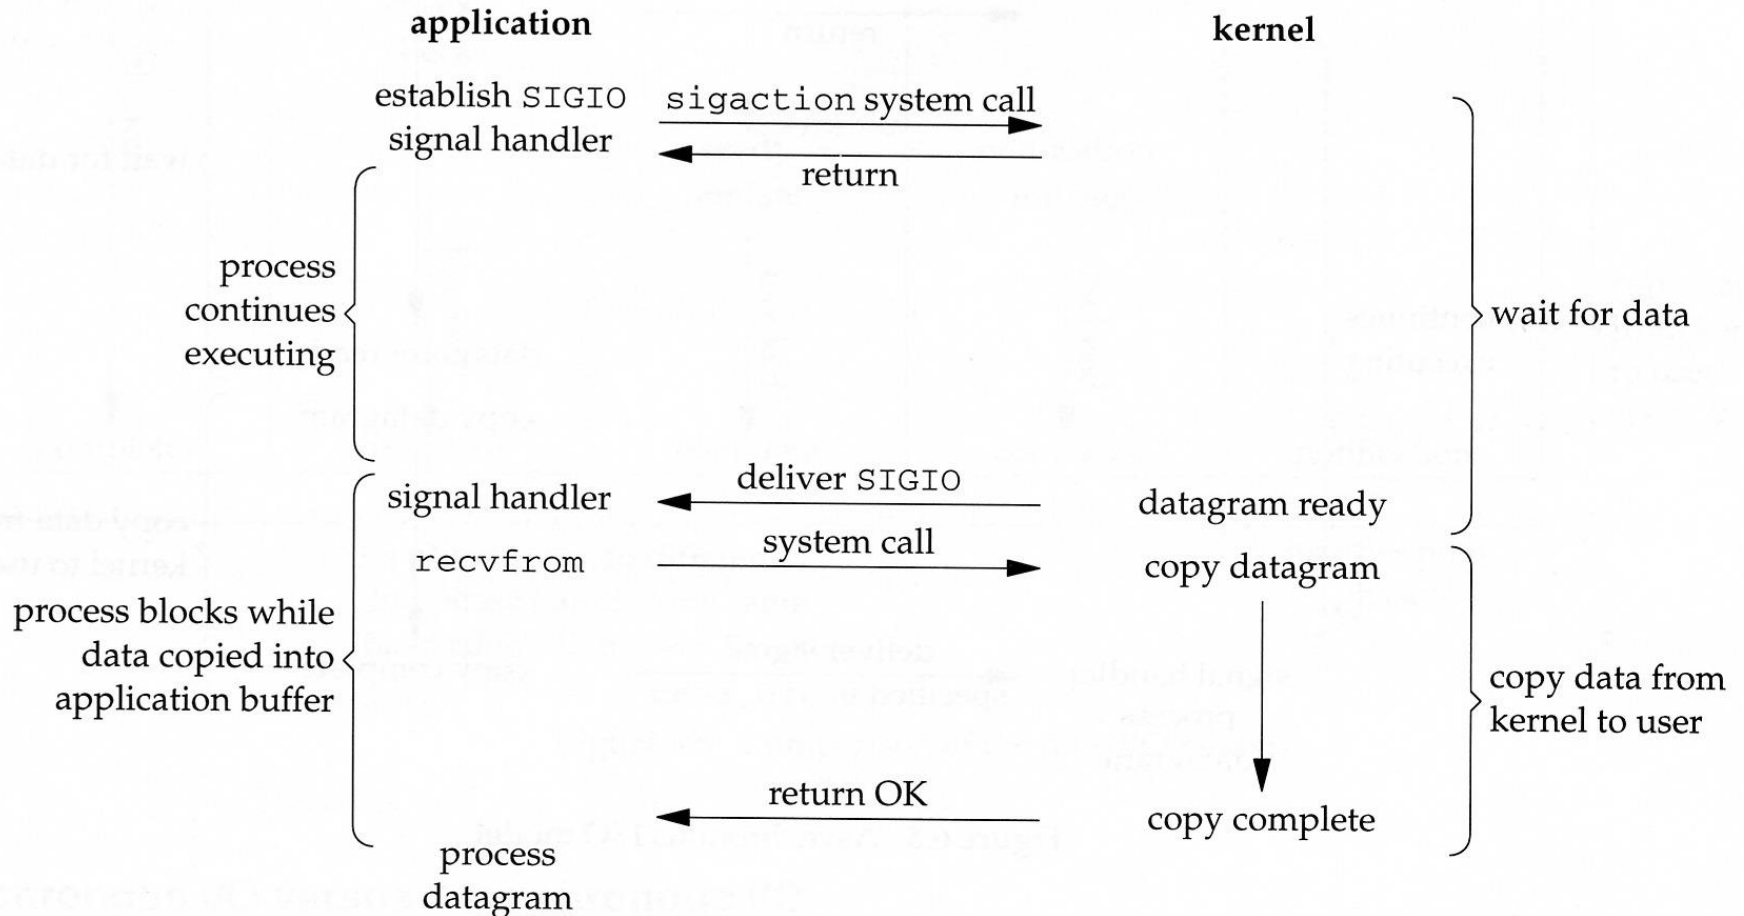 application
kernel
establish SIGIO
signal handler
sigaction system call
return
process
continues
executing
wait for data
signal handler
deliver SIGIO
datagram ready
recvfrom
system call
copy datagram
process blocks while
data copied into
application buffer
copy data from
kernel to user
return OK
copy complete
process
datagram